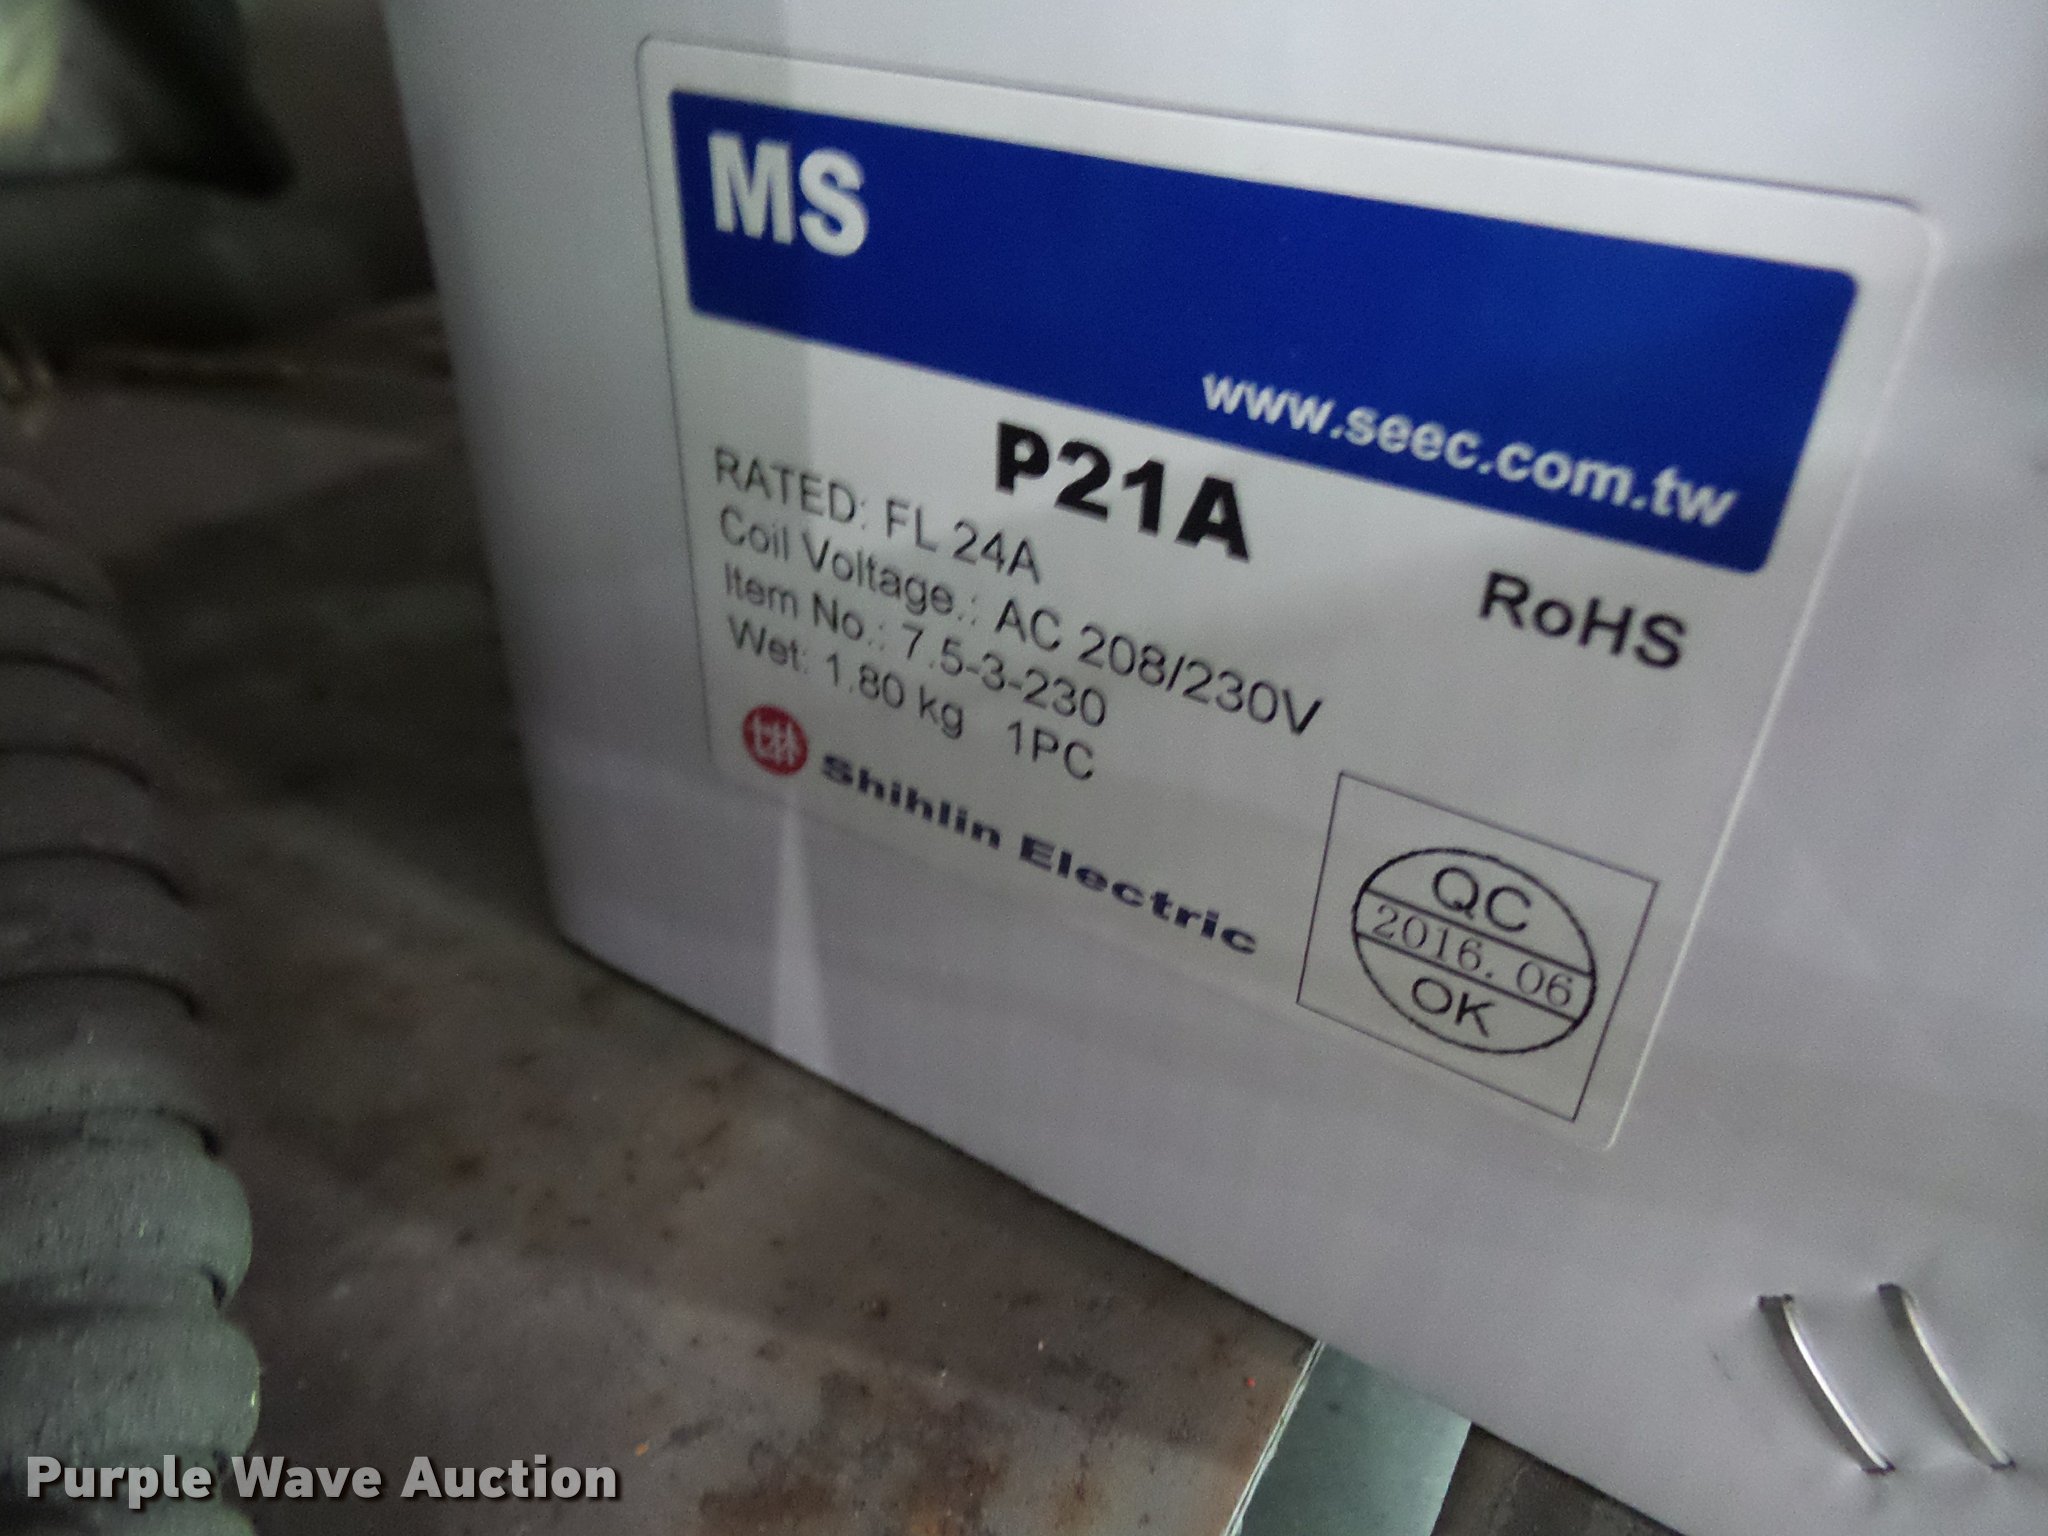 MS
www.seec.com.tw
P21A
RATED: FL 24A
RoHS
Coil Voltage.: AC 208/230V
Item No.: 7.5-3-230
Wet: 1.80 kg 1PC
Shihlin Electric
QC
2016. 06
OK
Purple Wave Auction